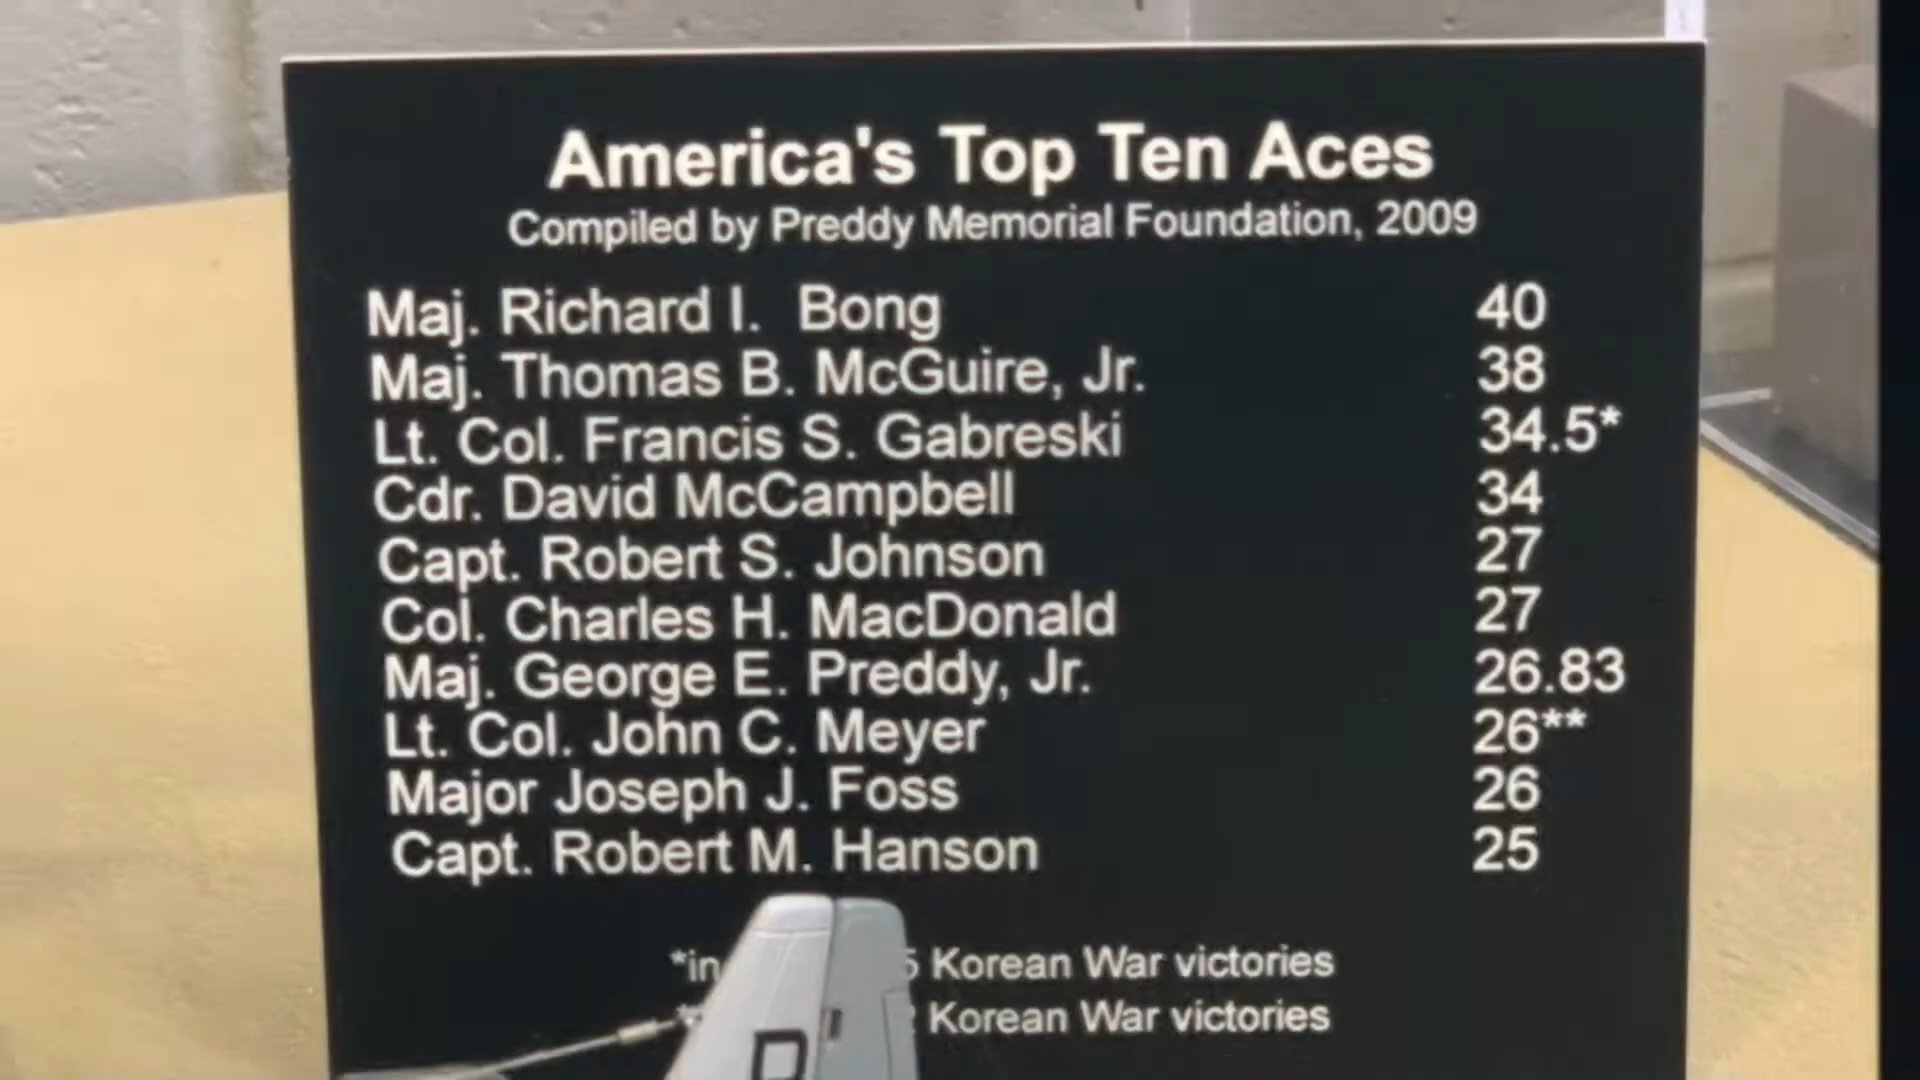 America's Top Ten Aces
Compiled by Preddy Memorial Foundation, 2009
Maj. Richard I. Bong 40
Maj. Thomas B. McGuire, Jr. 38
Lt. Col. Francis S. Gabreski 34.5*
Cdr. David McCampbell 34
Capt. Robert S. Johnson 27
Col. Charles H. MacDonald 27
Maj. George E. Preddy, Jr. 26.83
Lt. Col. John C. Meyer 26**
Major Joseph J. Foss 26
Capt. Robert M. Hanson 25
Korean War victories
Korean War victories